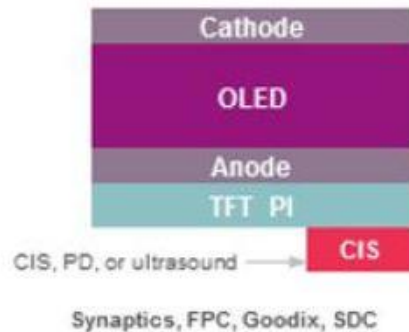 Cathode
OLED
Anode
TFT PI
CIS
CIS, PD, or ultrasound
Synaptics, FPC, Goodix, SDC